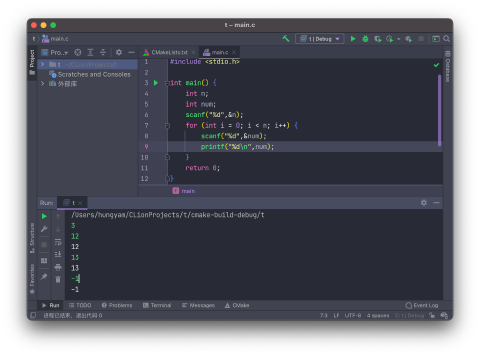 t – main.c
t
main.c
t | Debug
Project
Pro...
CMakeLists.txt
main.c
Database
t ~/CLionProjects/t
Scratches and Consoles
外部库
1 #include <stdio.h>
2
3 int main() {
4 int n;
5 int num;
6 scanf("%d",&n);
7 for (int i = 0; i < n; i++) {
8 scanf("%d",&num);
9 printf("%d\n",num);
10 }
11 return 0;
12 }
main
Run: t
/Users/hungyam/CLionProjects/t/cmake-build-debug/t
3
12
12
13
13
-1
-1
Structure
Favorites
Run
TODO
Problems
Terminal
Messages
CMake
Event Log
进程已结束，退出代码 0
7:3 LF UTF-8 4 spaces C: t | Debug